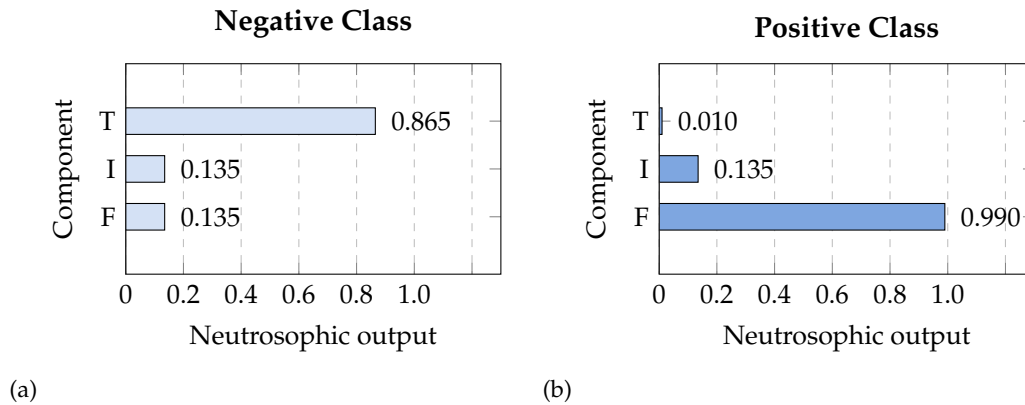 Negative Class
Component
T
0.865
I
0.135
F
0.135
0 0.2 0.4 0.6 0.8 1.0
Neutrosophic output
(a)
Positive Class
Component
T
0.010
I
0.135
F
0.990
0 0.2 0.4 0.6 0.8 1.0
Neutrosophic output
(b)